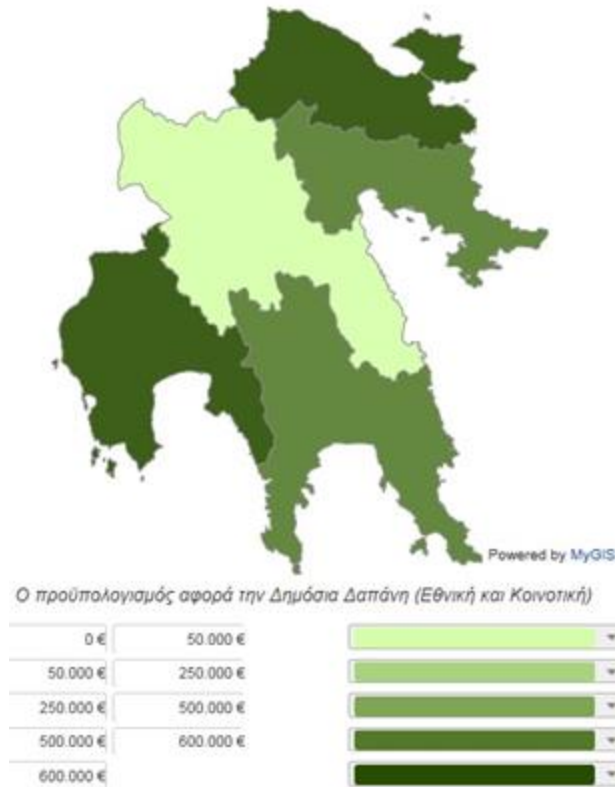 Powered by MyGIS
Ο προϋπολογισμός αφορά την Δημόσια Δαπάνη (Εθνική και Κοινοτική)
0 € 50.000 €
50.000 € 250.000 €
250.000 € 500.000 €
500.000 € 600.000 €
600.000 €